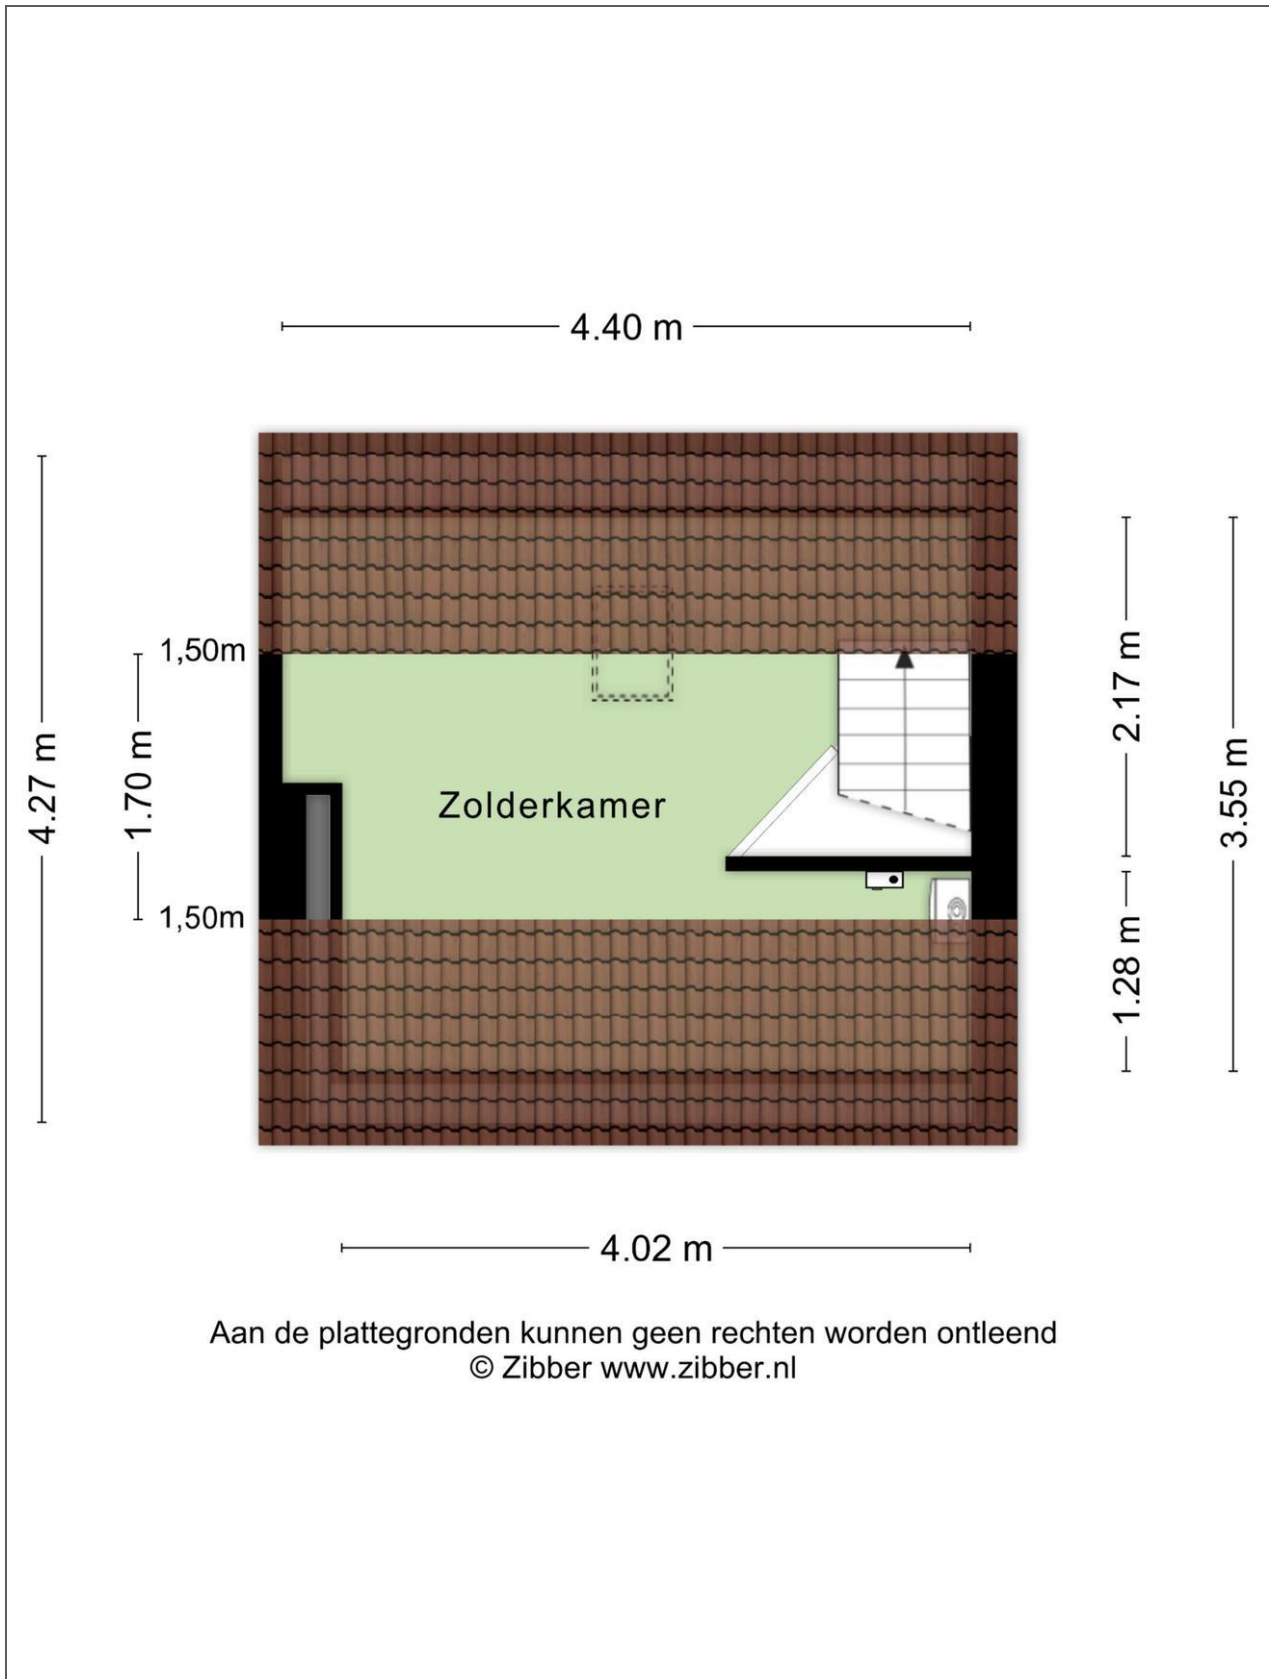 4.40 m
1,50m
2.17 m
4.27 m
1.70 m
Zolderkamer
3.55 m
1,50m
1.28 m
4.02 m
Aan de plattegronden kunnen geen rechten worden ontleend
© Zibber www.zibber.nl